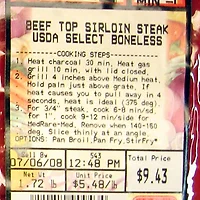 BEEF TOP SIRLOIN STEAK
USDA SELECT BONELESS
COOKING STEPS
1. Heat charcoal 30 min, Heat gas
grill 10 min, with lid closed.
2. Grill 4 inches above Medium heat.
Hold palm just above grate, If
heat causes you to pull away in 4
seconds, heat is ideal (375 deg).
3. For 3/4" steak, cook 6-8 min/sd
for 1" steak, cook 9-12 min/side for
MedRare-Med, Remove when 140-150
deg. Slice thinly at an angle.
OPTIONS: Pan Broil,Pan Fry,StirFry
Sell By 543 Total Price
07/06/08 12:48 PM $9.43
Net Wt Unit Price
1.72 lb $5.48/lb